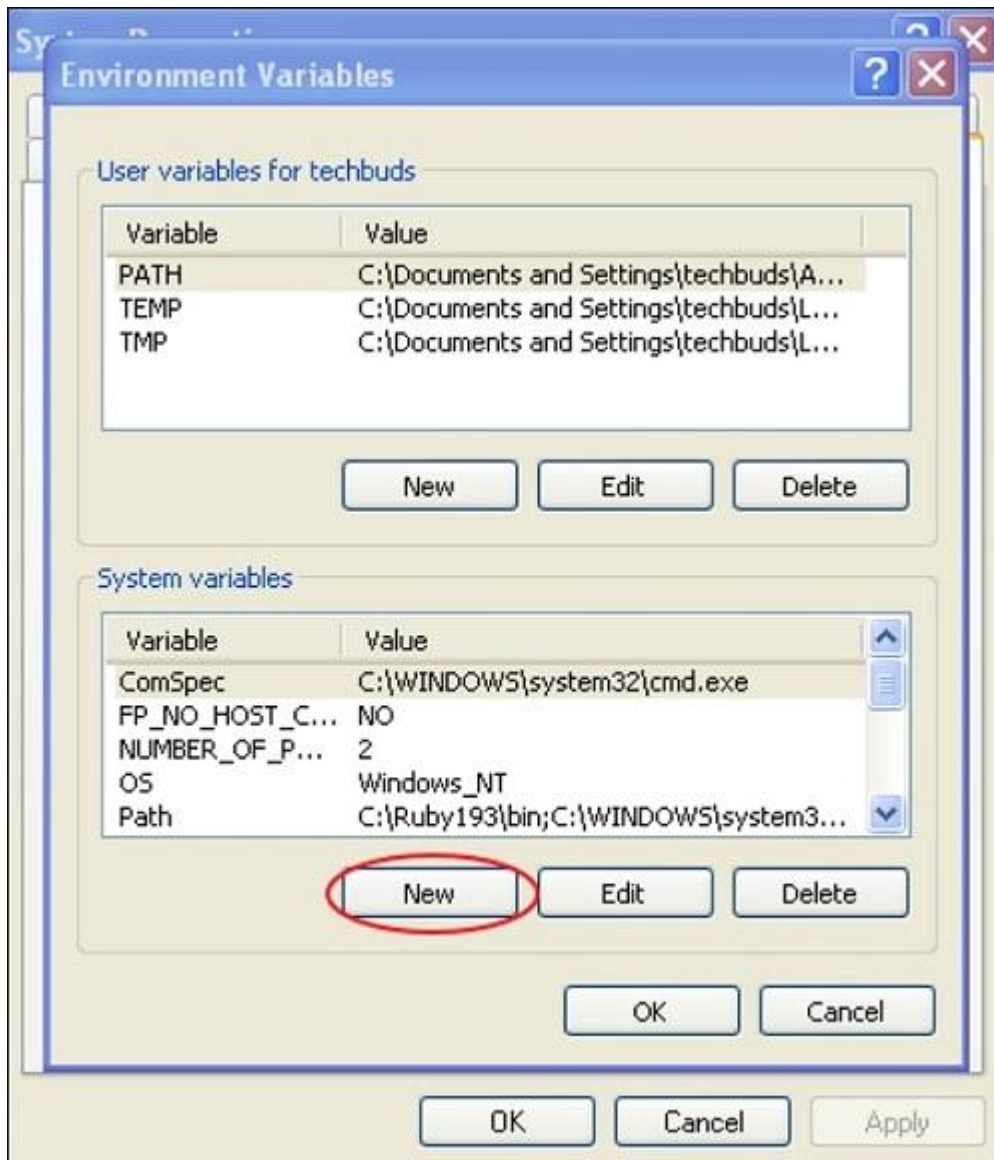 Environment Variables
User variables for techbuds
Variable Value
PATH C:\Documents and Settings\techbuds\A...
TEMP C:\Documents and Settings\techbuds\L...
TMP C:\Documents and Settings\techbuds\L...
New Edit Delete
System variables
Variable Value
ComSpec C:\WINDOWS\system32\cmd.exe
FP_NO_HOST_C... NO
NUMBER_OF_P... 2
OS Windows_NT
Path C:\Ruby193\bin;C:\WINDOWS\system3...
New Edit Delete
OK Cancel
OK Cancel Apply